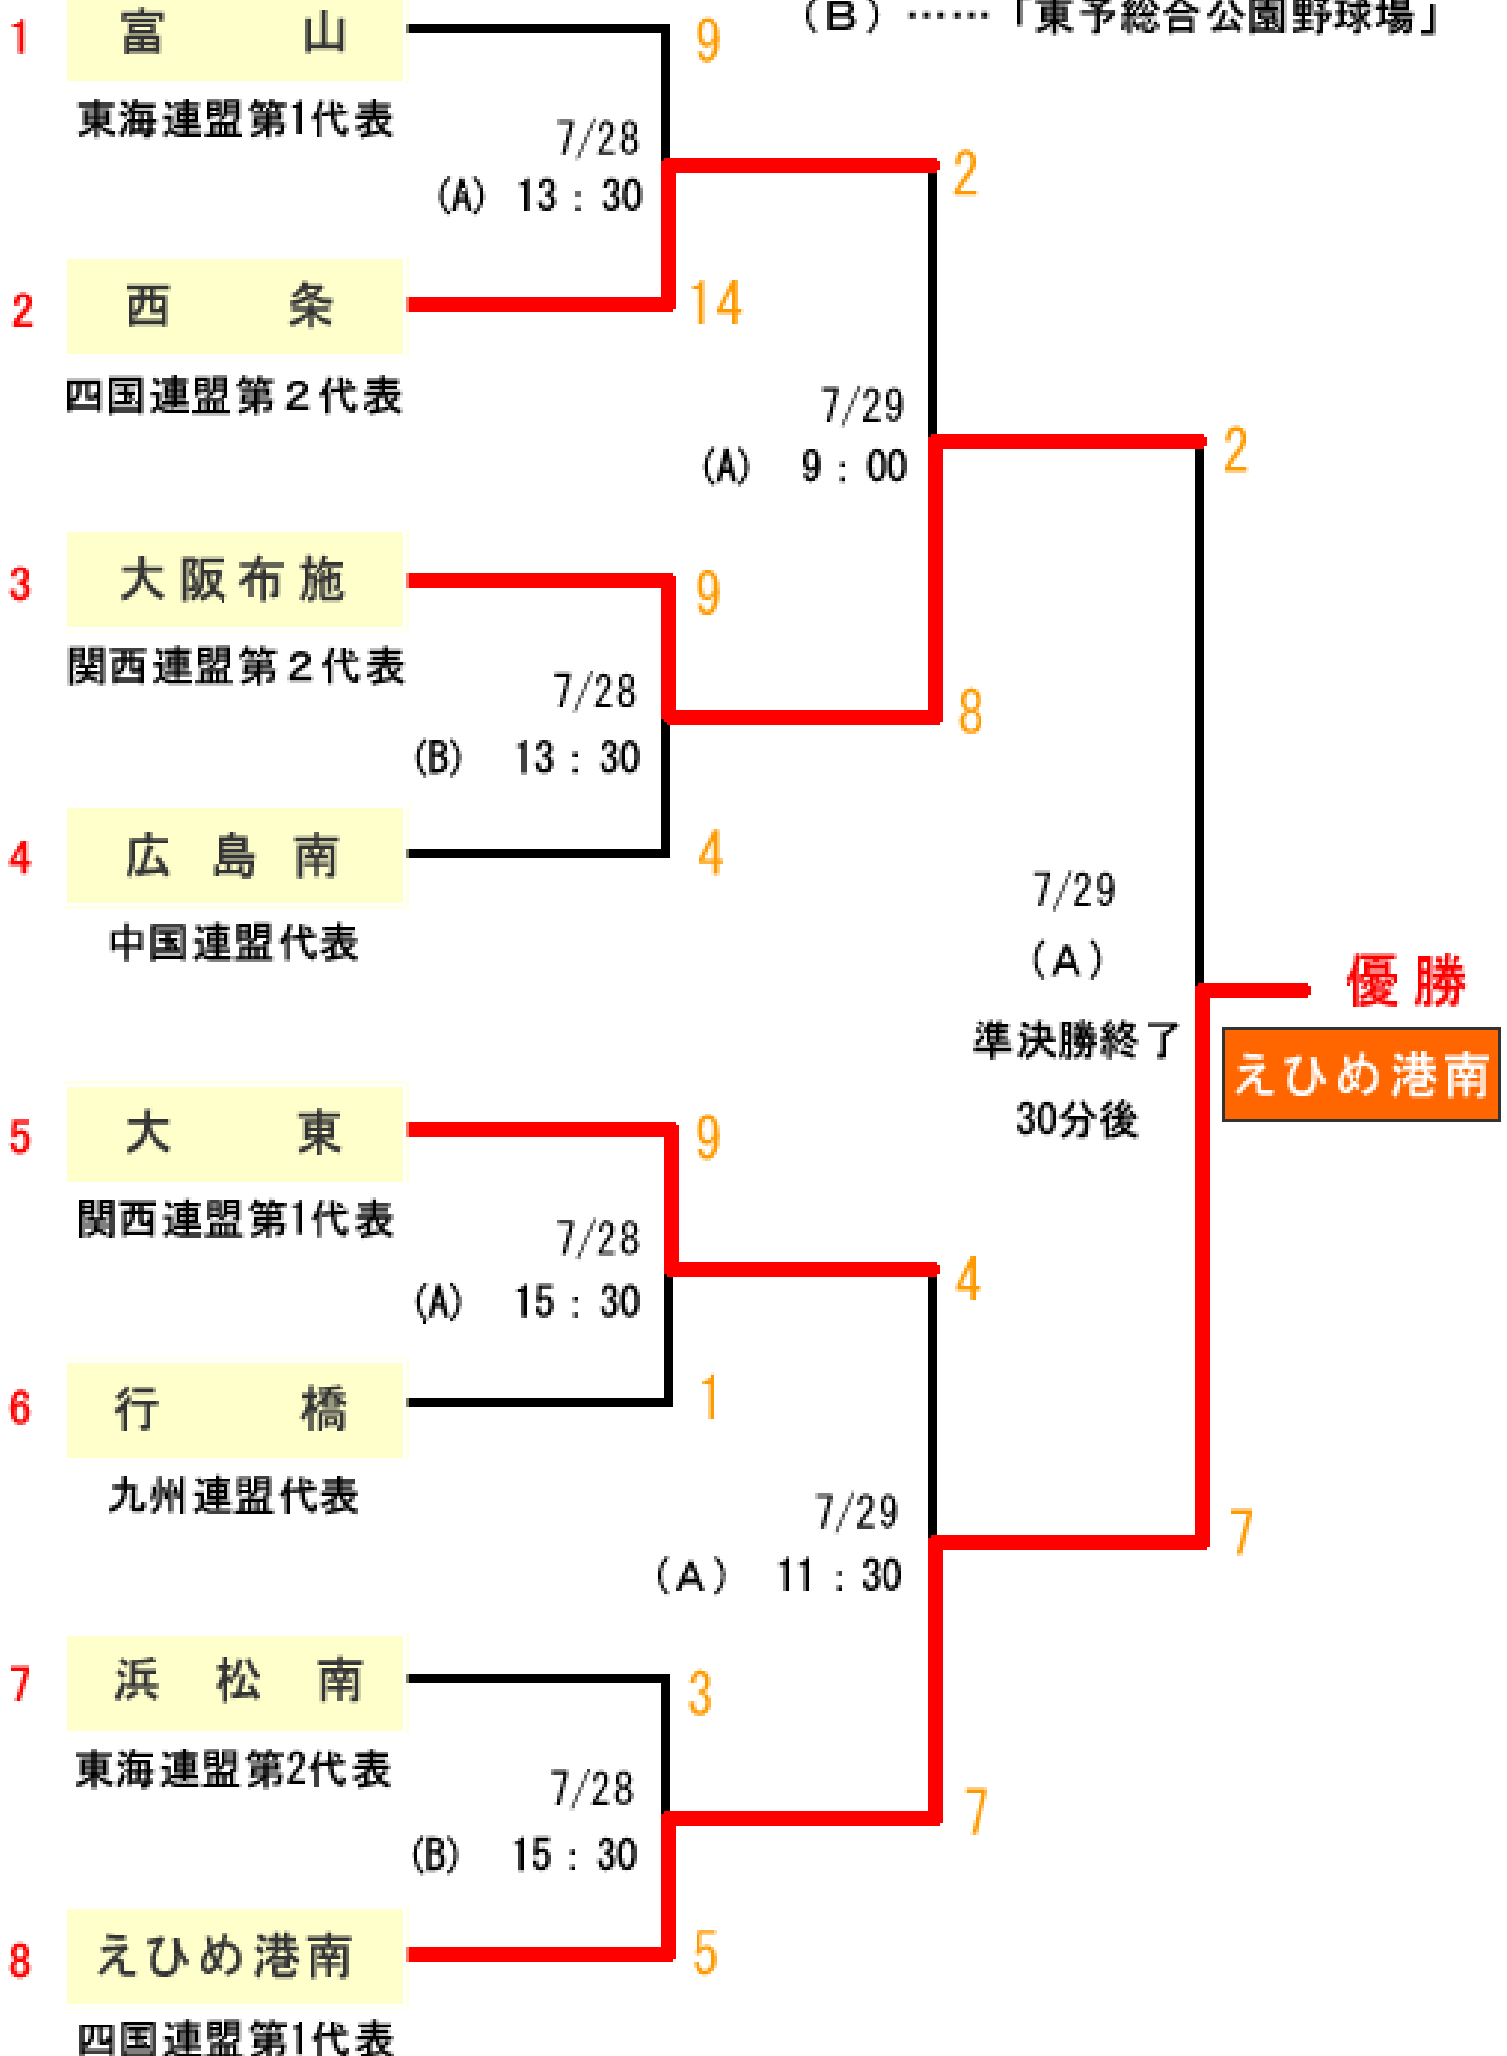 (B)……「東予総合公園野球場」
1 富山 9
東海連盟第1代表
7/28
(A) 13:30
2
2 西条 14
四国連盟第2代表
7/29
(A) 9:00
2
3 大阪布施 9
関西連盟第2代表
7/28
8
(B) 13:30
4 広島南 4
中国連盟代表
7/29
(A)
準決勝終了
30分後
優勝
えひめ港南
5 大東 9
関西連盟第1代表
7/28
(A) 15:30
4
6 行橋 1
九州連盟代表
7/29
(A) 11:30
7
7 浜松南 3
東海連盟第2代表
7/28
(B) 15:30
7
8 えひめ港南 5
四国連盟第1代表